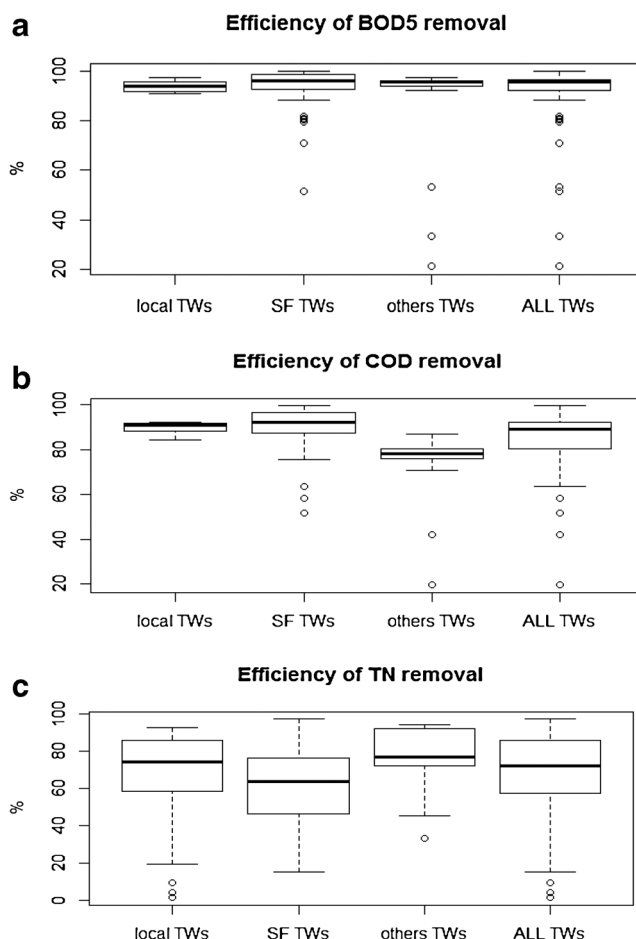 a
Efficiency of BOD5 removal
100
80
60
40
20
%
local TWs SF TWs others TWs ALL TWs
b
Efficiency of COD removal
100
80
60
40
20
%
local TWs SF TWs others TWs ALL TWs
c
Efficiency of TN removal
100
80
60
40
20
0
%
local TWs SF TWs others TWs ALL TWs